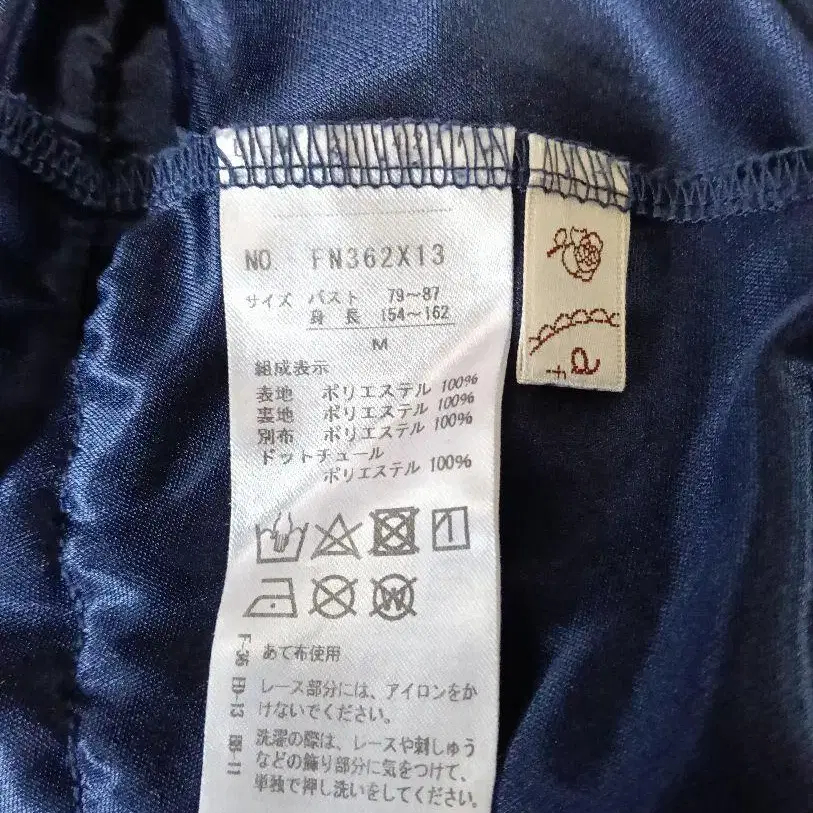 NO. FN362X13
サイズ バスト 79〜87
身長 154〜162
M
組成表示
表地 ポリエステル 100%
裏地 ポリエステル 100%
別布 ポリエステル 100%
ドットチュール
ポリエステル 100%
W
あて布使用
レース部分には、アイロンをか
けないでください。
洗濯の際は、レースや刺しゅう
などの飾り部分に気をつけて、
単独で押し洗いをしてください。
a
f